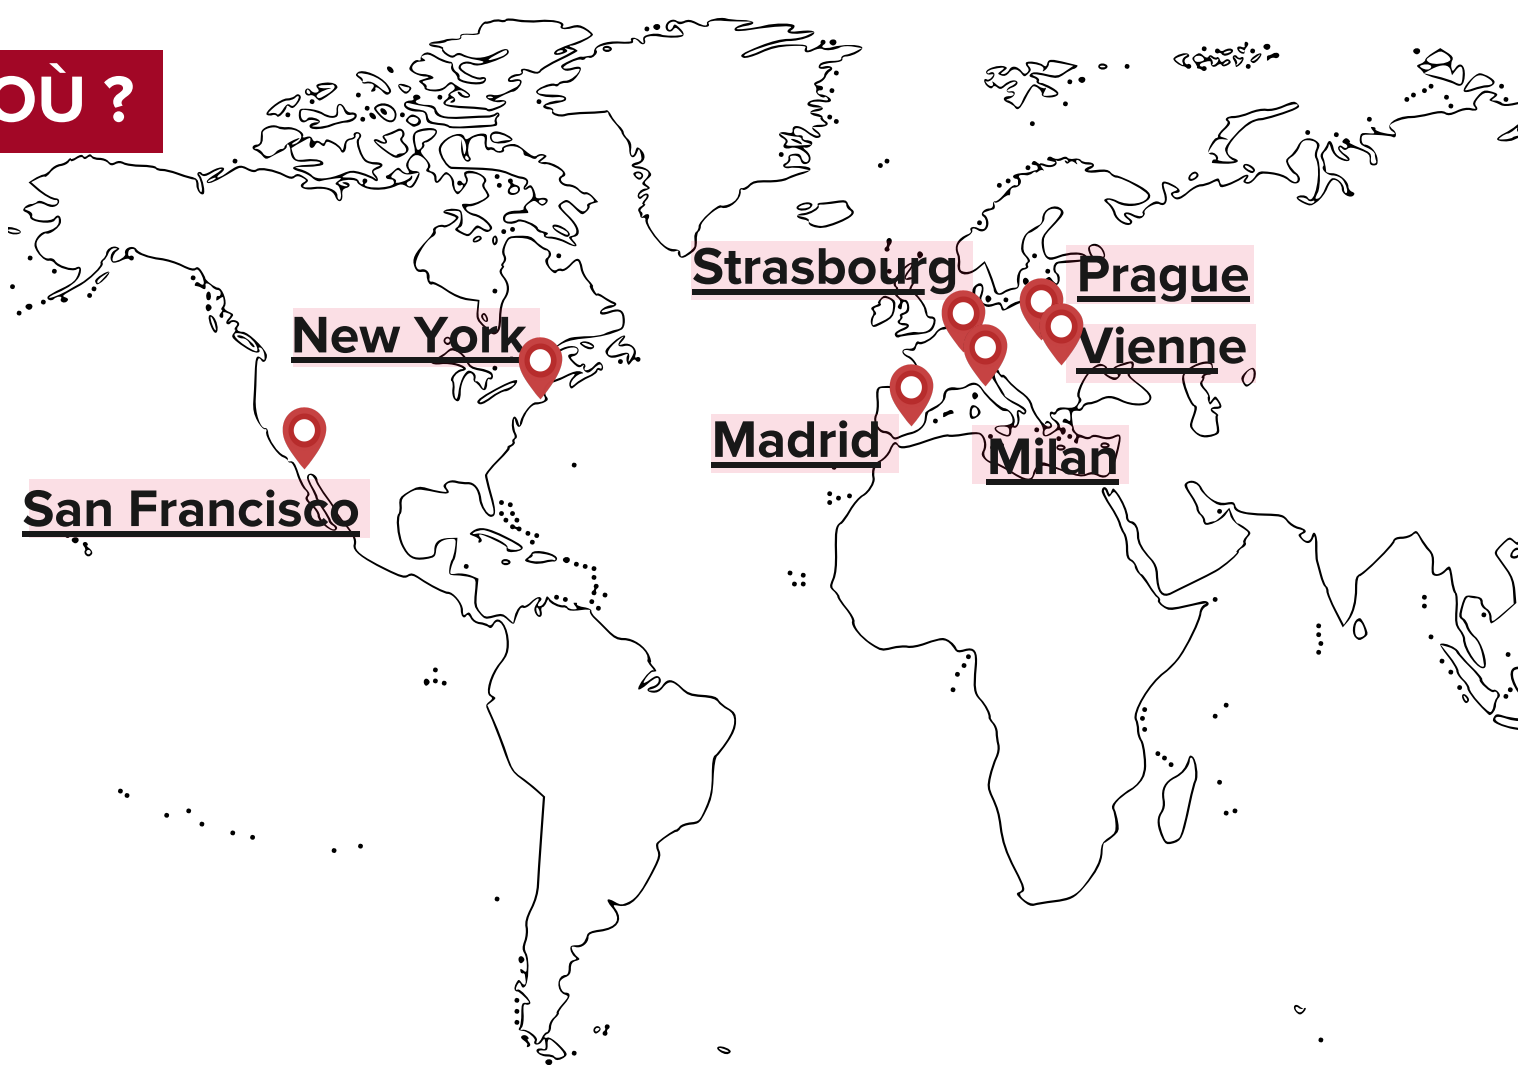 OÙ ?
Strasbourg
Prague
New York
Vienne
Madrid
Milan
San Francisco